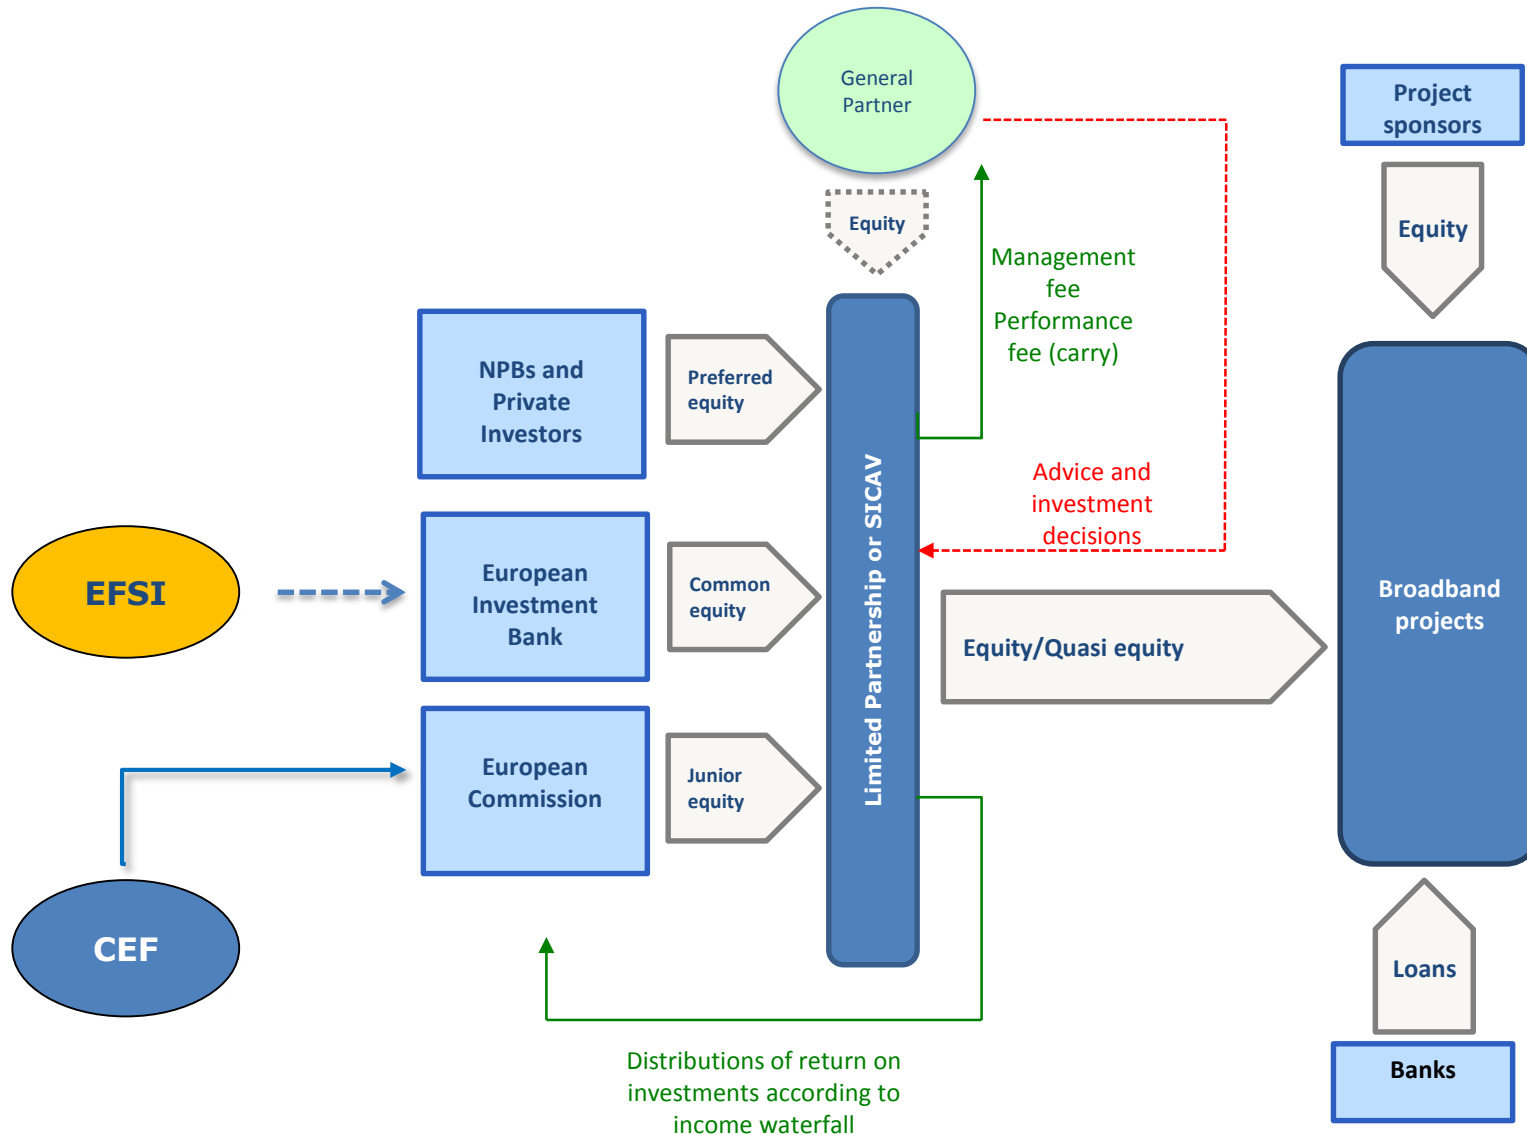 General
Partner
Project
sponsors
Equity
Equity
Management
fee
Performance
fee (carry)
NPBs and
Private
Investors
Preferred
equity
Limited Partnership or SICAV
Advice and
investment
decisions
EFSI
European
Investment
Bank
Common
equity
Equity/Quasi equity
Broadband
projects
European
Commission
Junior
equity
CEF
Loans
Banks
Distributions of return on
investments according to
income waterfall